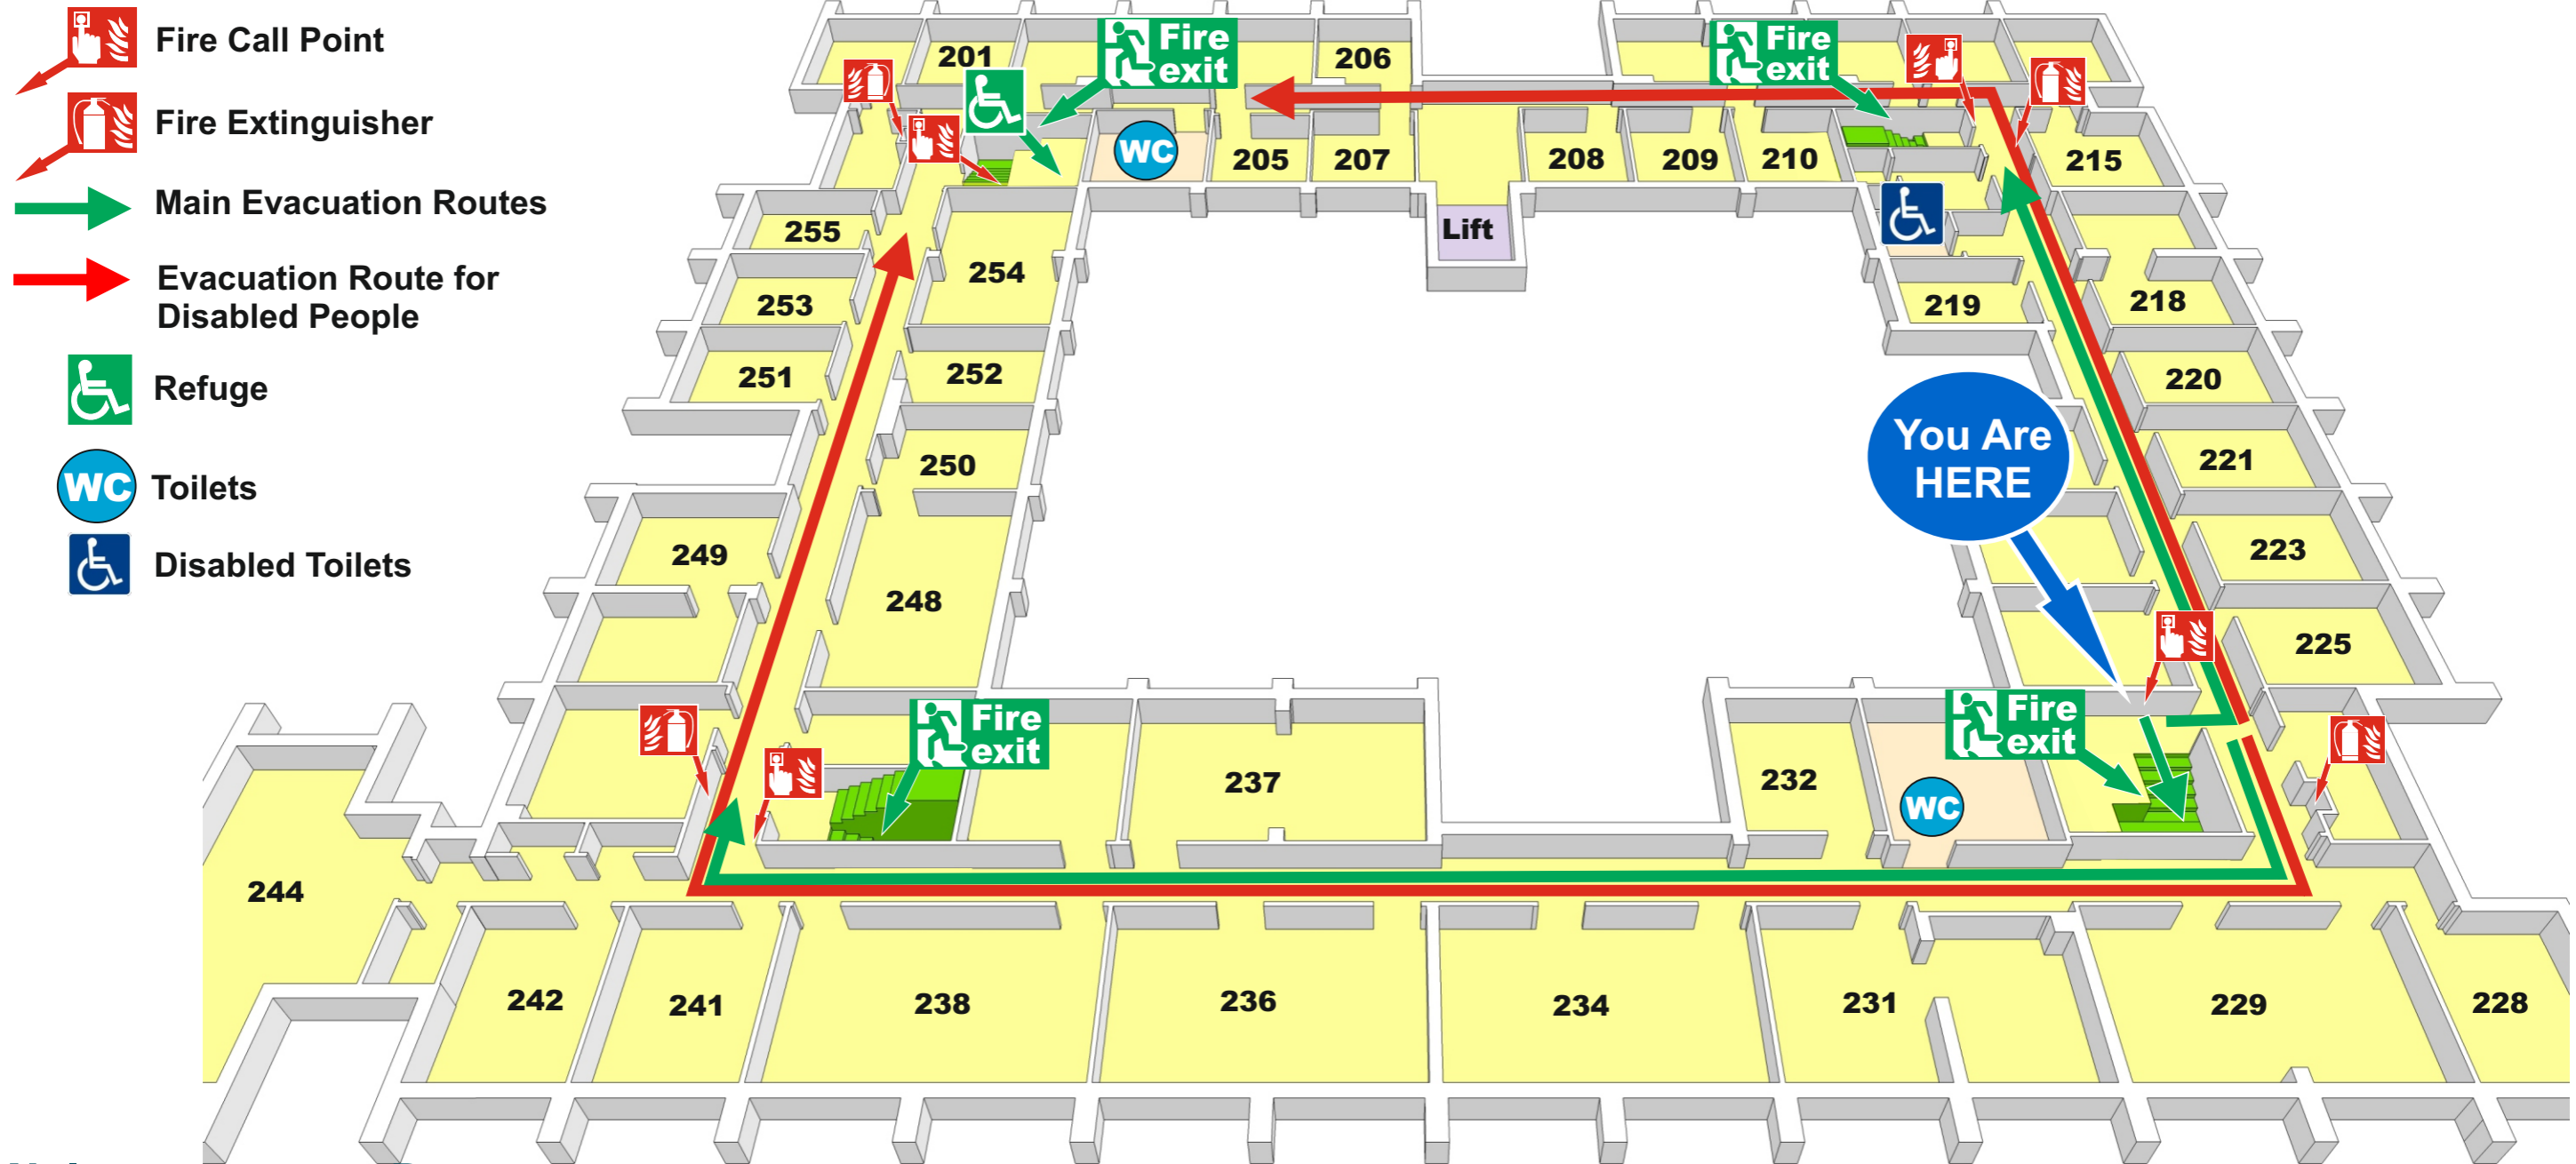 Fire Call Point
Fire Extinguisher
Main Evacuation Routes
Evacuation Route for
Disabled People
Refuge
WC Toilets
Disabled Toilets
201
Fire
exit
206
Fire
exit
WC
205
207
208
209
210
215
255
254
Lift
253
219
218
251
252
220
You Are
HERE
250
221
249
223
248
225
Fire
exit
237
232
Fire
exit
WC
244
242
241
238
236
234
231
229
228